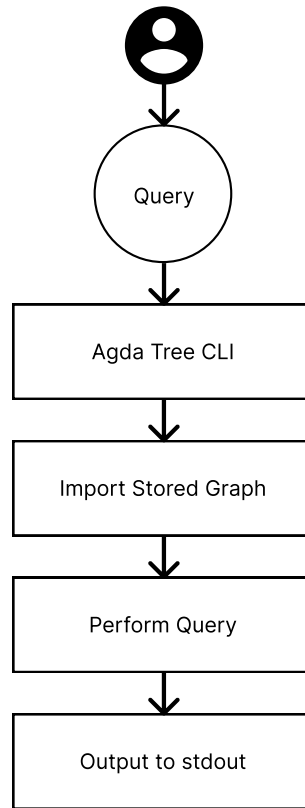 Query
Agda Tree CLI
Import Stored Graph
Perform Query
Output to stdout